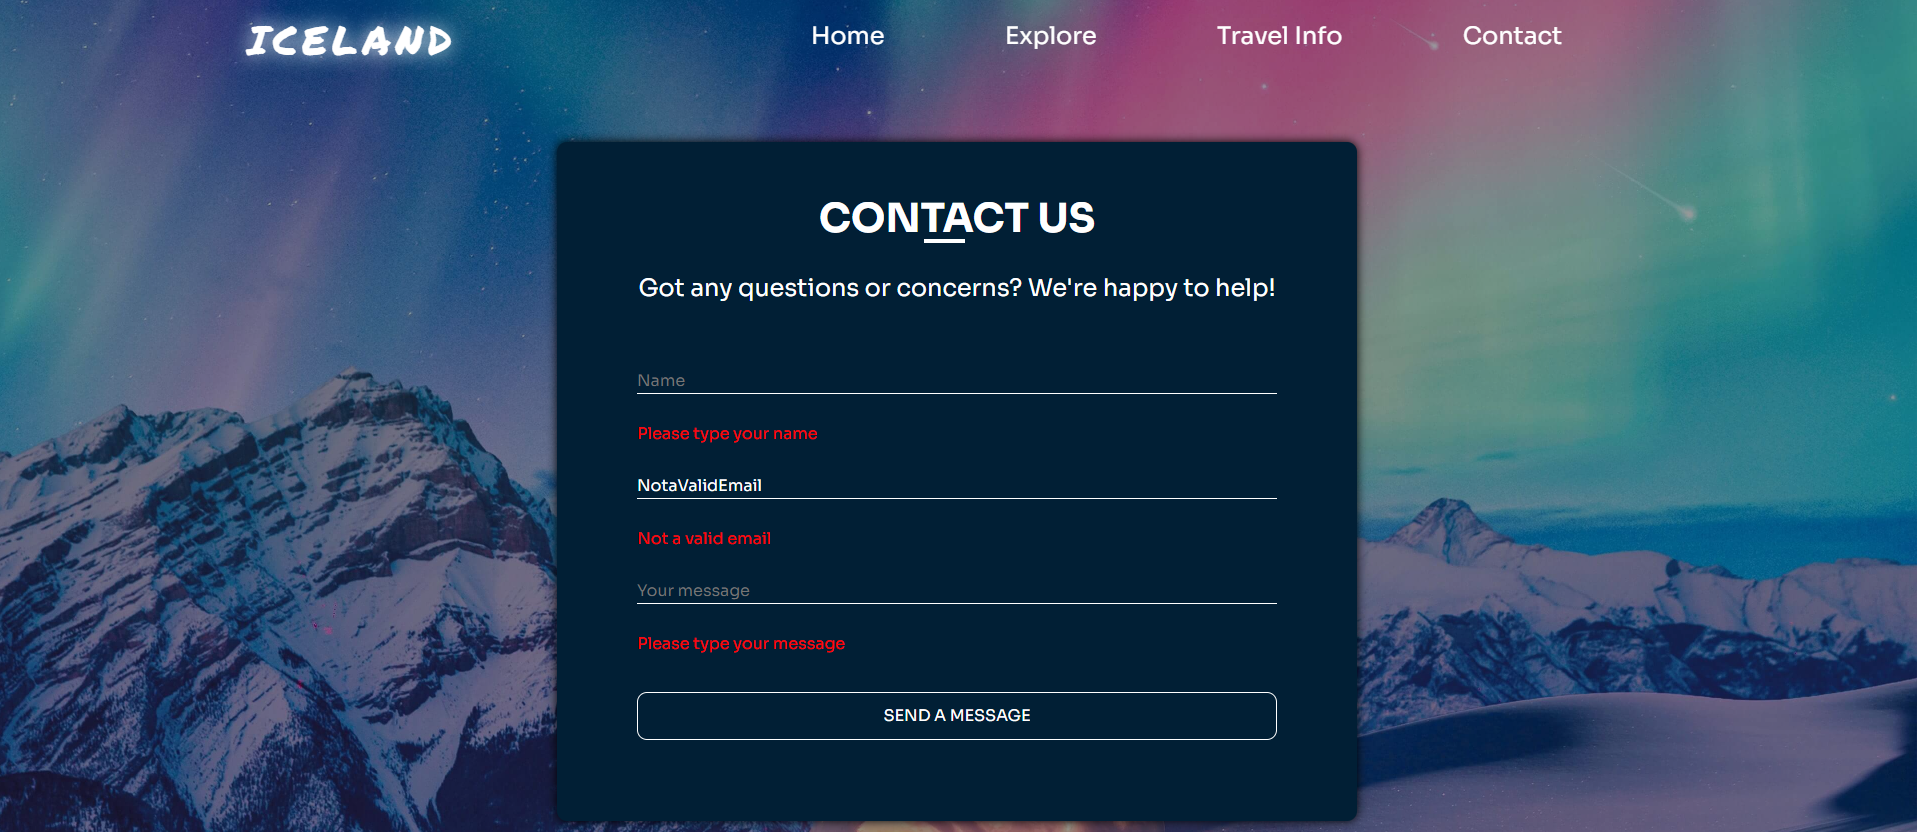 ICELAND
Home
Explore
Travel Info
Contact
CONTACT US
Got any questions or concerns? We're happy to help!
Name
Please type your name
NotaValidEmail
Not a valid email
Your message
Please type your message
SEND A MESSAGE